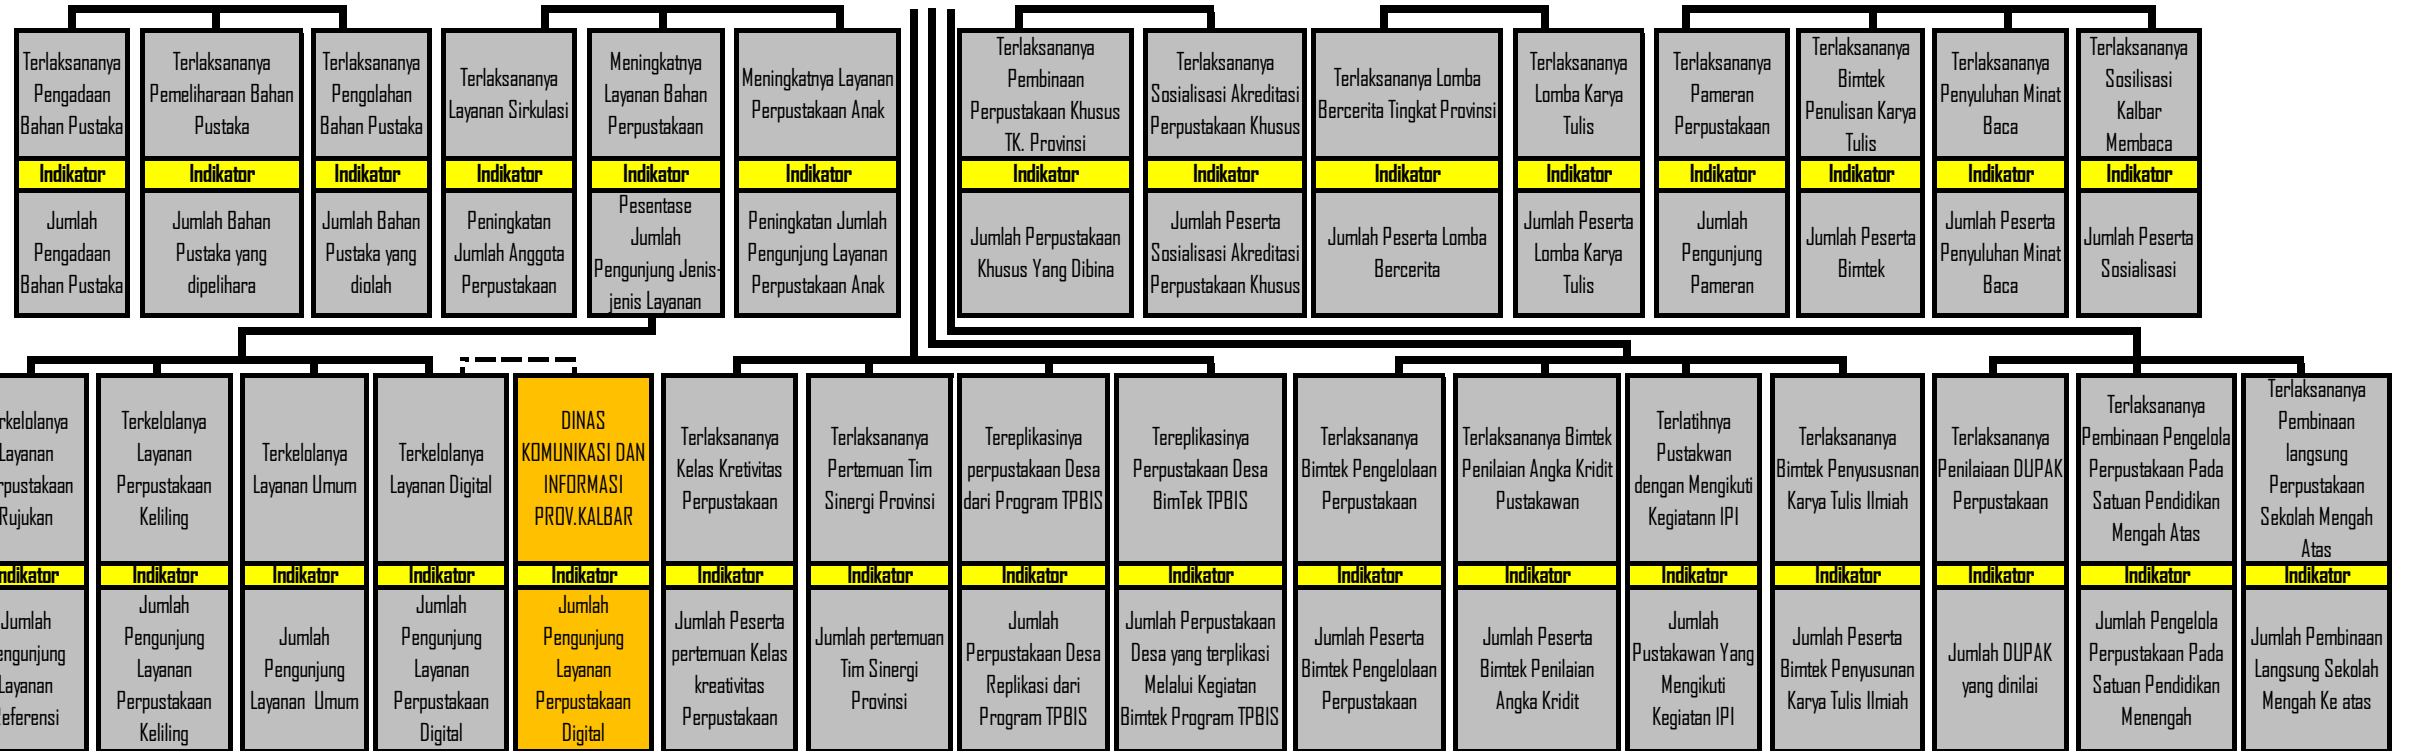 Terlaksananya
Pengadaan
Bahan Pustaka
Indikator
Jumlah
Pengadaan
Bahan Pustaka
Terlaksananya
Pemeliharaan Bahan
Pustaka
Indikator
Jumlah Bahan
Pustaka yang
dipelihara
Terlaksananya
Pengolahan
Bahan Pustaka
Indikator
Jumlah Bahan
Pustaka yang
diolah
Terlaksananya
Layanan Sirkulasi
Indikator
Peningkatan
Jumlah Anggota
Perpustakaan
Meningkatnya
Layanan Bahan
Perpustakaan
Indikator
Pesentase
Jumlah
Pengunjung Jenis-
jenis Layanan
Meningkatnya Layanan
Perpustakaan Anak
Indikator
Peningkatan Jumlah
Pengunjung Layanan
Perpustakaan Anak
Terlaksananya
Pembinaan
Perpustakaan Khusus
TK. Provinsi
Indikator
Jumlah Perpustakaan
Khusus Yang Dibina
Terlaksananya
Sosialisasi Akreditasi
Perpustakaan Khusus
Indikator
Jumlah Peserta
Sosialisasi Akreditasi
Perpustakaan Khusus
Terlaksananya Lomba
Bercerita Tingkat Provinsi
Indikator
Jumlah Peserta Lomba
Bercerita
Terlaksananya
Lomba Karya
Tulis
Indikator
Jumlah Peserta
Lomba Karya
Tulis
Terlaksananya
Pameran
Perpustakaan
Indikator
Jumlah
Pengunjung
Pameran
Terlaksananya
Bimtek
Penulisan Karya
Tulis
Indikator
Jumlah Peserta
Bimtek
Terlaksananya
Penyuluhan Minat
Baca
Indikator
Jumlah Peserta
Penyuluhan Minat
Baca
Terlaksananya
Sosilisasi
Kalbar
Membaca
Indikator
Jumlah Peserta
Sosialisasi
rkelolanya
Layanan
rpustakaan
Rujukan
ndikator
Jumlah
engunjung
Layanan
eferensi
Terkelolanya
Layanan
Perpustakaan
Keliling
Indikator
Jumlah
Pengunjung
Layanan
Perpustakaan
Keliling
Terkelolanya
Layanan Umum
Indikator
Jumlah
Pengunjung
Layanan Umum
Terkelolanya
Layanan Digital
Indikator
Jumlah
Pengunjung
Layanan
Perpustakaan
Digital
DINAS
KOMUNIKASI DAN
INFORMASI
PROV.KALBAR
Indikator
Jumlah
Pengunjung
Layanan
Perpustakaan
Digital
Terlaksananya
Kelas Kretivitas
Perpustakaan
Indikator
Jumlah Peserta
pertemuan Kelas
kreativitas
Perpustakaan
Terlaksananya
Pertemuan Tim
Sinergi Provinsi
Indikator
Jumlah pertemuan
Tim Sinergi
Provinsi
Tereplikasinya
perpustakaan Desa
dari Program TPBIS
Indikator
Jumlah
Perpustakaan Desa
Replikasi dari
Program TPBIS
Tereplikasinya
Perpustakaan Desa
BimTek TPBIS
Indikator
Jumlah Perpustakaan
Desa yang terplikasi
Melalui Kegiatan
Bimtek Program TPBIS
Terlaksananya
Bimtek Pengelolaan
Perpustakaan
Indikator
Jumlah Peserta
Bimtek Pengelolaan
Perpustakaan
Terlaksananya Bimtek
Penilaian Angka Kridit
Pustakawan
Indikator
Jumlah Peserta
Bimtek Penilaian
Angka Kridit
Terlatihnya
Pustakwan
dengan Mengikuti
Kegiatann IPI
Indikator
Jumlah
Pustakawan Yang
Mengikuti
Kegiatan IPI
Terlaksananya
Bimtek Penyususnan
Karya Tulis Ilmiah
Indikator
Jumlah Peserta
Bimtek Penyusunan
Karya Tulis Ilmiah
Terlaksananya
Penilaiaan DUPAK
Perpustakaan
Indikator
Jumlah DUPAK
yang dinilai
Terlaksananya
Pembinaan Pengelola
Perpustakaan Pada
Satuan Pendidikan
Mengah Atas
Indikator
Jumlah Pengelola
Perpustakaan Pada
Satuan Pendidikan
Menengah
Terlaksananya
Pembinaan
langsung
Perpustakaan
Sekolah Mengah
Atas
Indikator
Jumlah Pembinaan
Langsung Sekolah
Mengah Ke atas